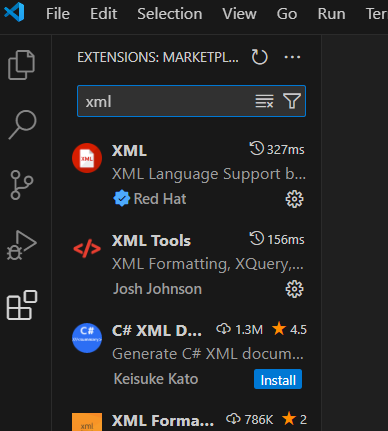 File Edit Selection View Go Run Ter
EXTENSIONS: MARKETPL...
xml
XML 327ms
XML Language Support b...
Red Hat
XML Tools 156ms
XML Formatting, XQuery,...
Josh Johnson
C# XML D... 1.3M 4.5
Generate C# XML docum...
Keisuke Kato Install
XML Forma... 786K 2